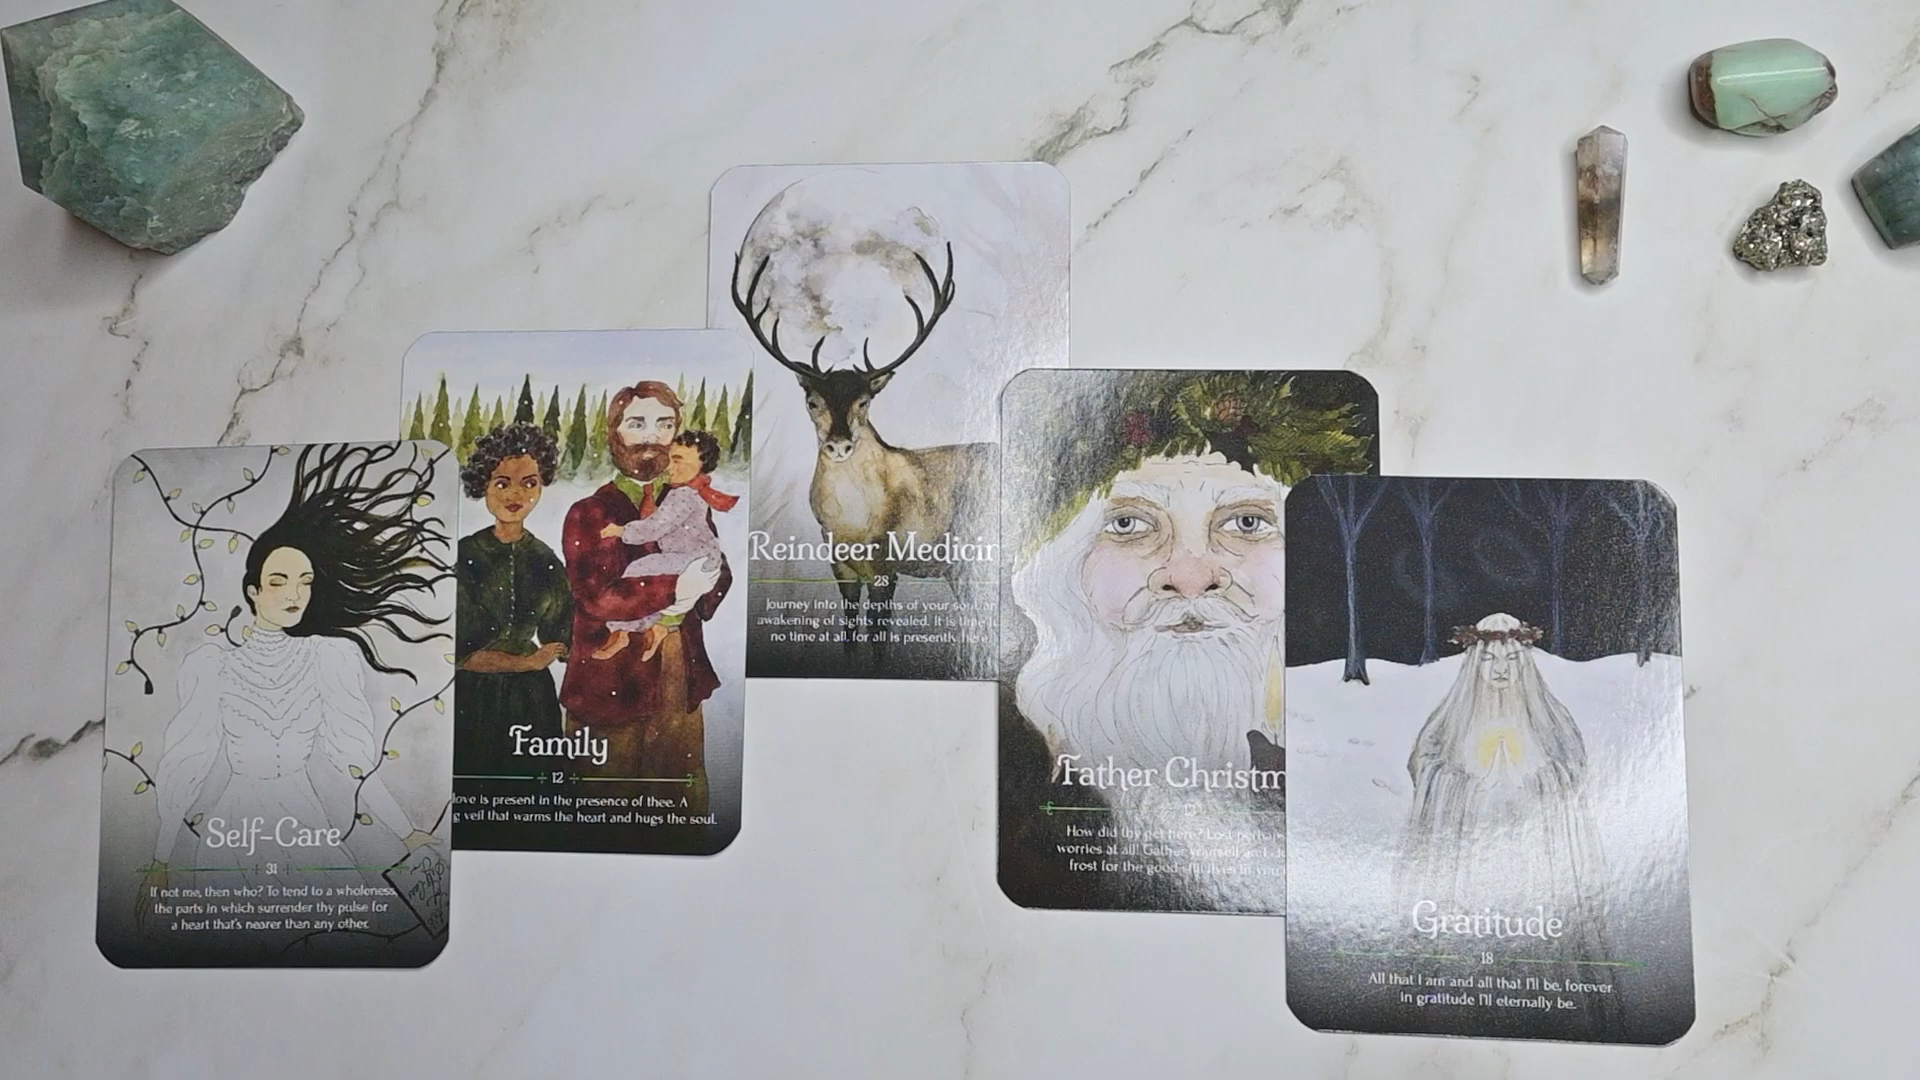 Self-Care
31
If not me, then who? To tend to a wholeness,
the parts in which surrender thy pulse for
a heart that's nearer than any other.
Family
12
love is present in the presence of thee. A
veil that warms the heart and hugs the soul.
Reindeer Medicin
28
Journey into the depths of your soul
awakening of sights revealed. It is time
no time at all, for all is presently here
Father Christm
13
How did thy get here? Lost perhaps
worries at all! Gather yourself and
frost for the good lives in you
Gratitude
18
All that I am and all that I'll be, forever
in gratitude I'll eternally be.